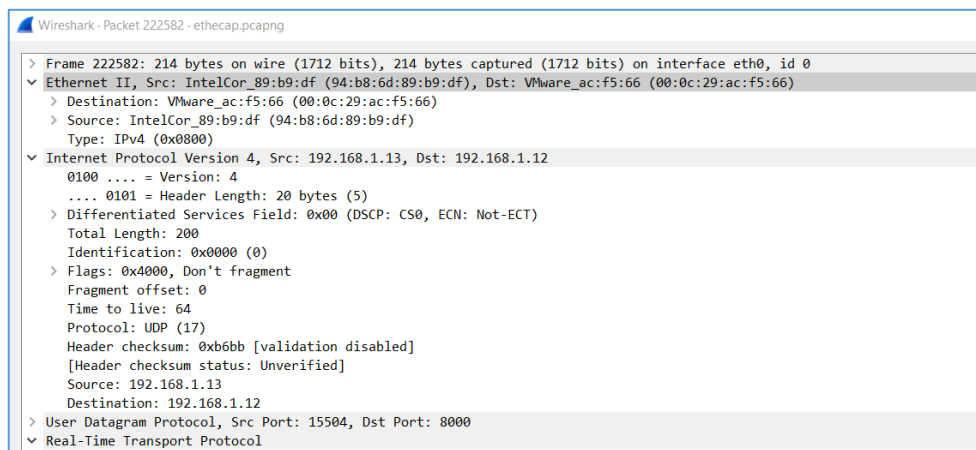 Wireshark · Packet 222582 · ethecap.pcapng
> Frame 222582: 214 bytes on wire (1712 bits), 214 bytes captured (1712 bits) on interface eth0, id 0
Ethernet II, Src: IntelCor_89:b9:df (94:b8:6d:89:b9:df), Dst: VMware_ac:f5:66 (00:0c:29:ac:f5:66)
> Destination: VMware_ac:f5:66 (00:0c:29:ac:f5:66)
> Source: IntelCor_89:b9:df (94:b8:6d:89:b9:df)
Type: IPv4 (0x0800)
Internet Protocol Version 4, Src: 192.168.1.13, Dst: 192.168.1.12
0100 .... = Version: 4
.... 0101 = Header Length: 20 bytes (5)
> Differentiated Services Field: 0x00 (DSCP: CS0, ECN: Not-ECT)
Total Length: 200
Identification: 0x0000 (0)
> Flags: 0x4000, Don't fragment
Fragment offset: 0
Time to live: 64
Protocol: UDP (17)
Header checksum: 0xb6bb [validation disabled]
[Header checksum status: Unverified]
Source: 192.168.1.13
Destination: 192.168.1.12
> User Datagram Protocol, Src Port: 15504, Dst Port: 8000
Real-Time Transport Protocol